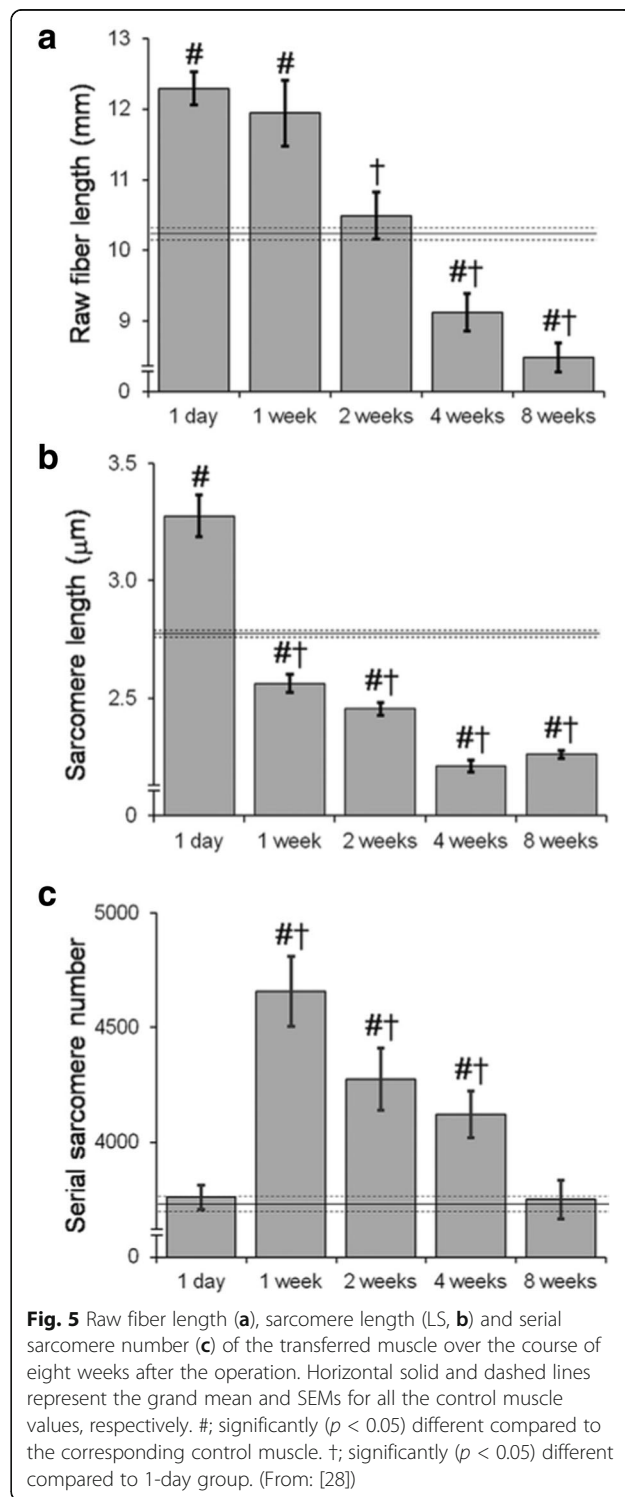 a
Raw fiber length (mm)
13
12
11
10
9
0
#
#
†
#†
#†
1 day
1 week
2 weeks
4 weeks
8 weeks
b
Sarcomere length (μm)
3.5
3.0
2.5
0
#
#†
#†
#†
#†
1 day
1 week
2 weeks
4 weeks
8 weeks
c
Serial sarcomere number
5000
4500
4000
0
#†
#†
#†
1 day
1 week
2 weeks
4 weeks
8 weeks
Fig. 5 Raw fiber length (a), sarcomere length (LS, b) and serial
sarcomere number (c) of the transferred muscle over the course of
eight weeks after the operation. Horizontal solid and dashed lines
represent the grand mean and SEMs for all the control muscle
values, respectively. #; significantly (p < 0.05) different compared to
the corresponding control muscle. †; significantly (p < 0.05) different
compared to 1-day group. (From: [28])